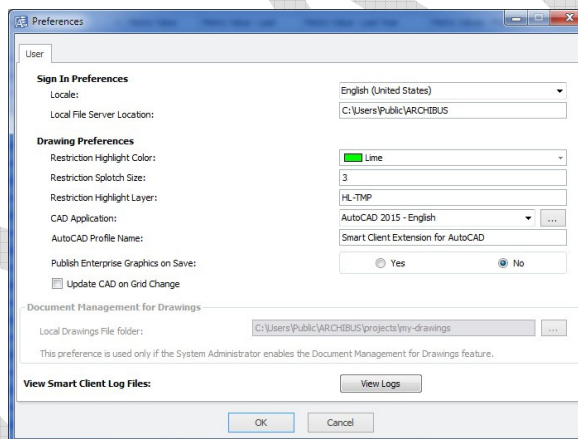 Preferences
User
Sign In Preferences
Locale: English (United States)
Local File Server Location: C:\Users\Public\ARCHIBUS
Drawing Preferences
Restriction Highlight Color: Lime
Restriction Splotch Size: 3
Restriction Highlight Layer: HL-TMP
CAD Application: AutoCAD 2015 - English ...
AutoCAD Profile Name: Smart Client Extension for AutoCAD
Publish Enterprise Graphics on Save: Yes No
Update CAD on Grid Change
Document Management for Drawings
Local Drawings File folder: C:\Users\Public\ARCHIBUS\projects\my-drawings ...
This preference is used only if the System Administrator enables the Document Management for Drawings feature.
View Smart Client Log Files: View Logs
OK Cancel